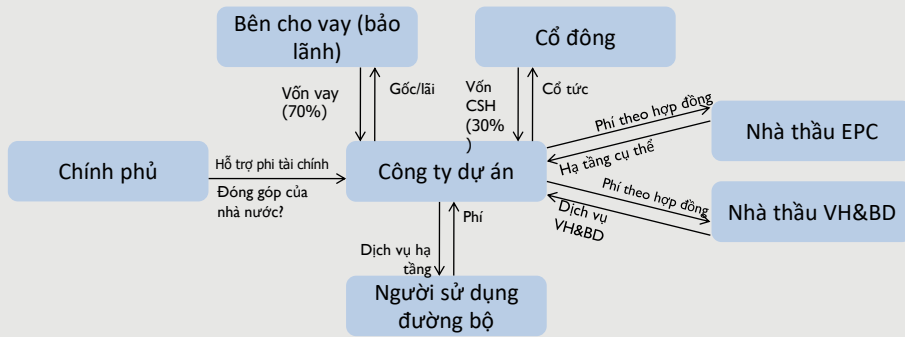 Bên cho vay (bảo
lãnh)
Cổ đông
Vốn vay
(70%)
Gốc/lãi
Vốn
CSH
(30%
)
Cổ tức
Phí theo hợp đồng
Hạ tầng cụ thể
Nhà thầu EPC
Chính phủ
Hỗ trợ phi tài chính
Đóng góp của
nhà nước?
Công ty dự án
Phí theo hợp đồng
Dịch vụ
VH&BD
Nhà thầu VH&BD
Dịch vụ hạ
tầng
Phí
Người sử dụng
đường bộ